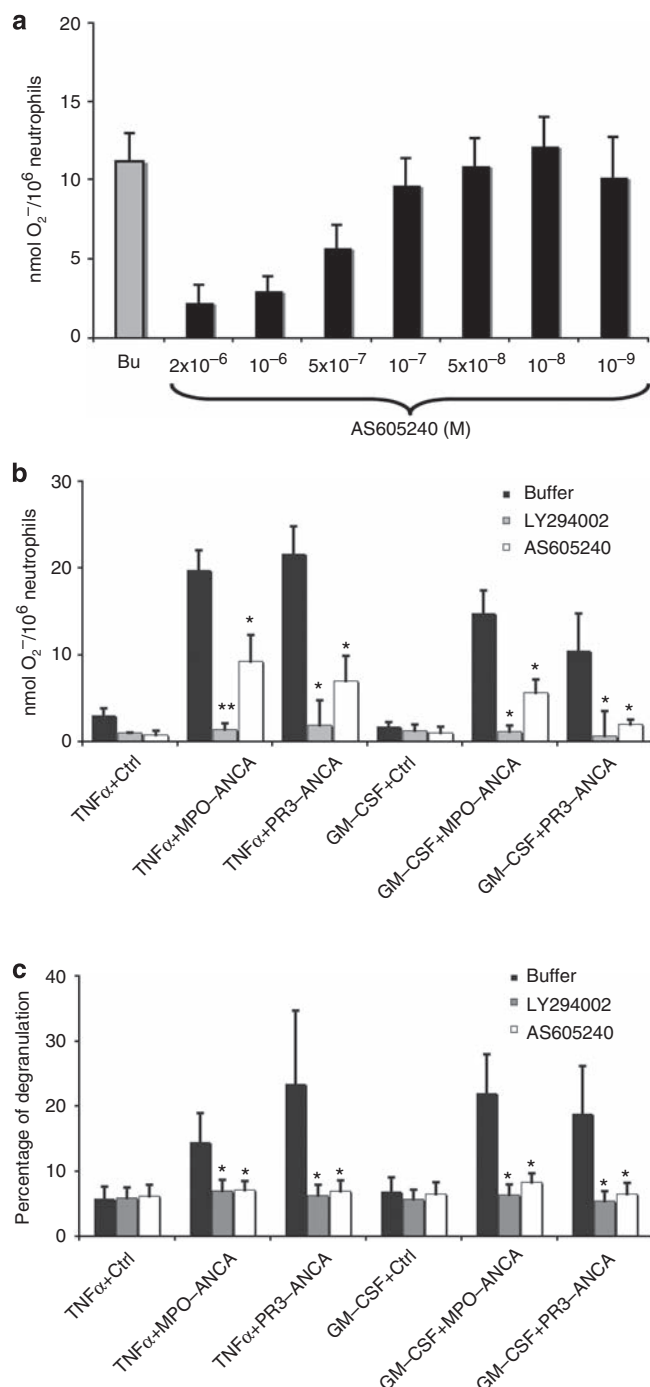 a
nmol O₂⁻/10⁶ neutrophils
20
15
10
5
0
Bu
2x10⁻⁶
10⁻⁶
5x10⁻⁷
10⁻⁷
5x10⁻⁸
10⁻⁸
10⁻⁹
AS605240 (M)
b
nmol O₂⁻/10⁶ neutrophils
30
20
10
0
Buffer
LY294002
AS605240
**
*
*
*
*
*
*
*
TNFα+Ctrl
TNFα+MPO–ANCA
TNFα+PR3–ANCA
GM–CSF+Ctrl
GM–CSF+MPO–ANCA
GM–CSF+PR3–ANCA
c
Percentage of degranulation
40
30
20
10
0
Buffer
LY294002
AS605240
*
*
*
*
*
*
*
*
TNFα+Ctrl
TNFα+MPO–ANCA
TNFα+PR3–ANCA
GM–CSF+Ctrl
GM–CSF+MPO–ANCA
GM–CSF+PR3–ANCA